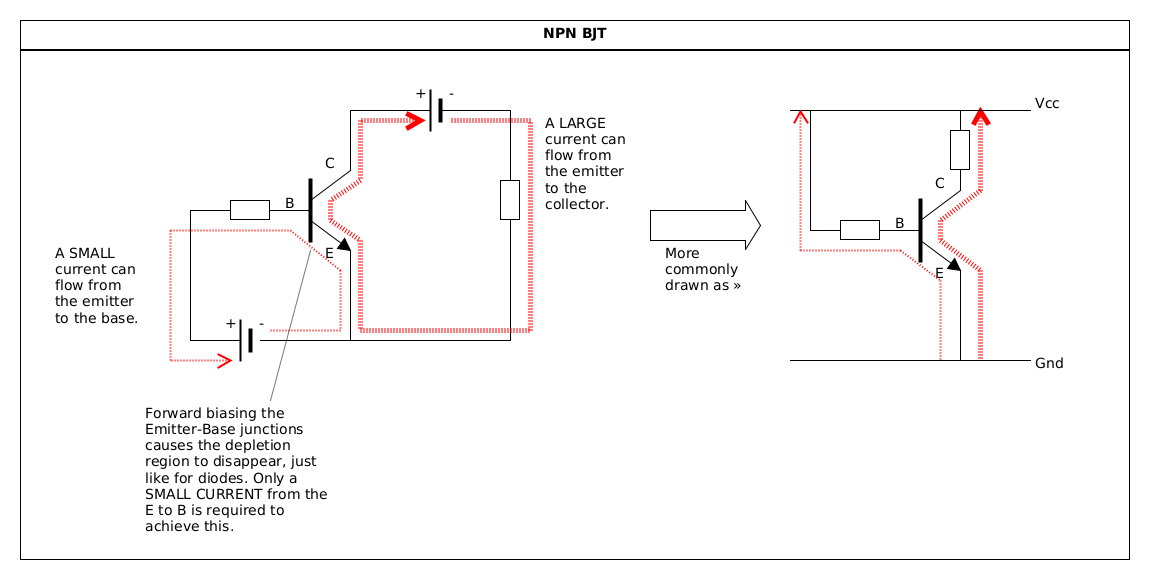 NPN BJT
+ -
C
B
E
A LARGE
current can
flow from
the emitter
to the
collector.
A SMALL
current can
flow from
the emitter
to the base.
+ -
Forward biasing the
Emitter-Base junctions
causes the depletion
region to disappear, just
like for diodes. Only a
SMALL CURRENT from the
E to B is required to
achieve this.
More
commonly
drawn as »
Vcc
C
B
E
Gnd